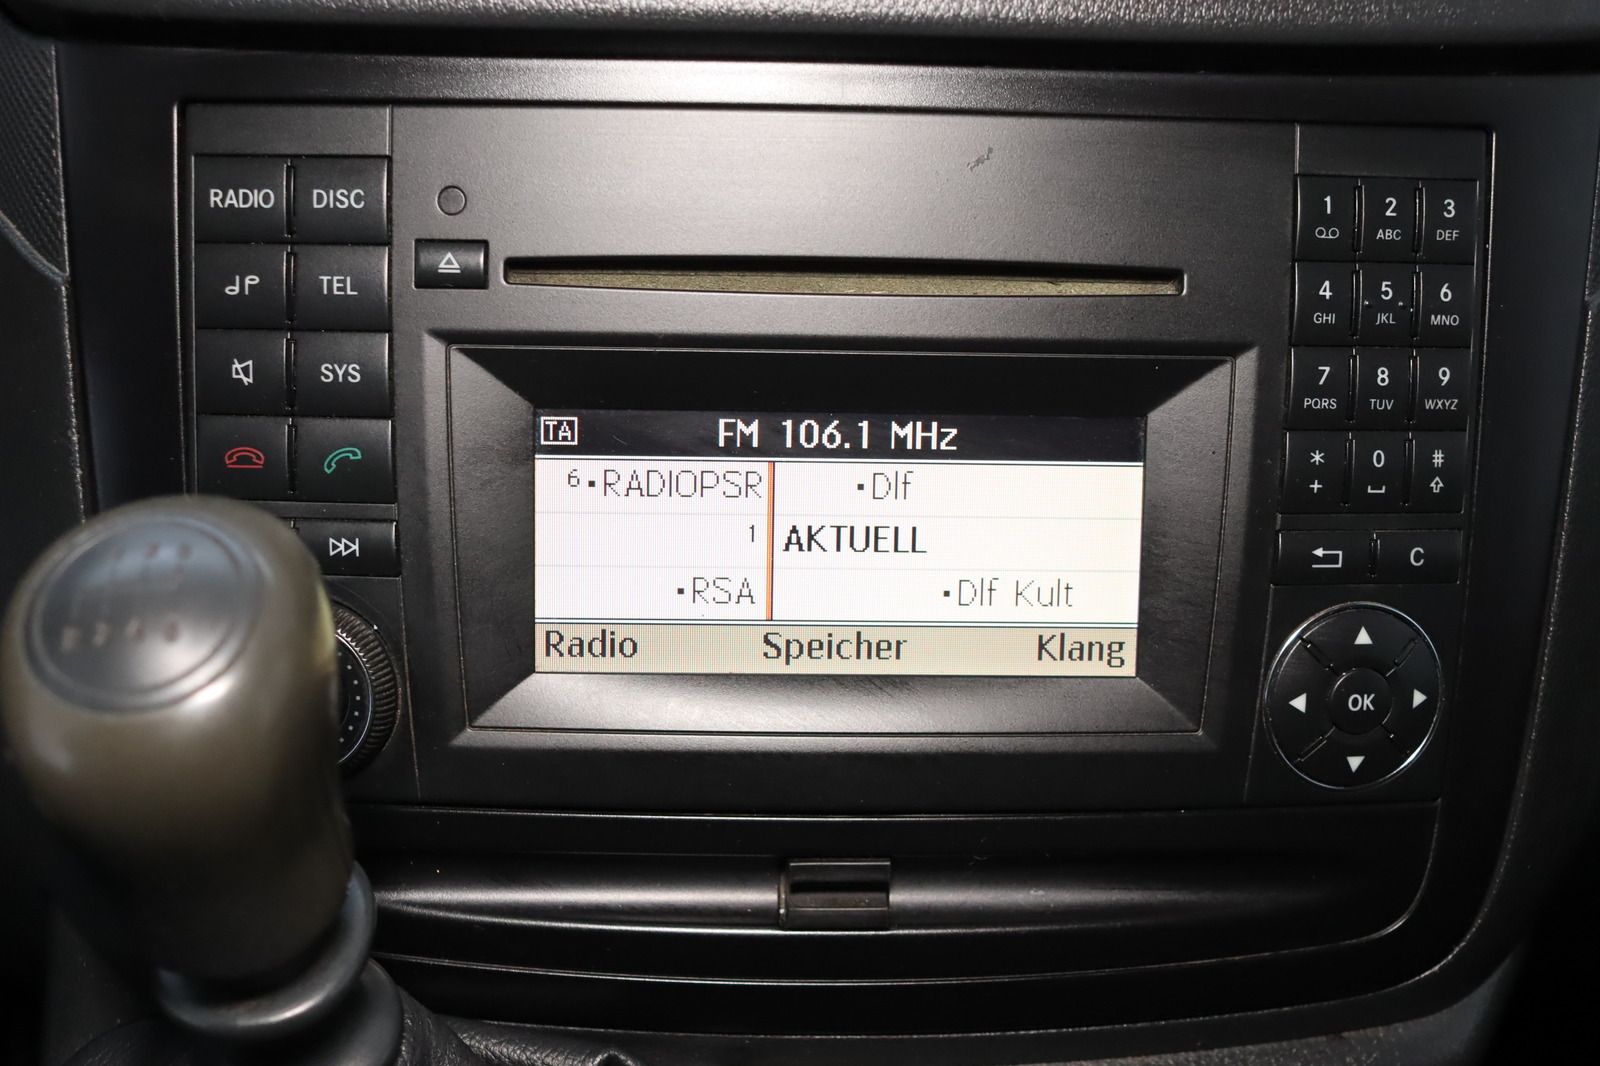 RADIO DISC
TEL
SYS
TA FM 106.1 MHz
6 •RADIOPSR •Dlf
1 AKTUELL
•RSA •Dlf Kult
Radio Speicher Klang
1 2 3
ABC DEF
4 5 6
GHI JKL MNO
7 8 9
PQRS TUV WXYZ
* 0 #
+
C
OK